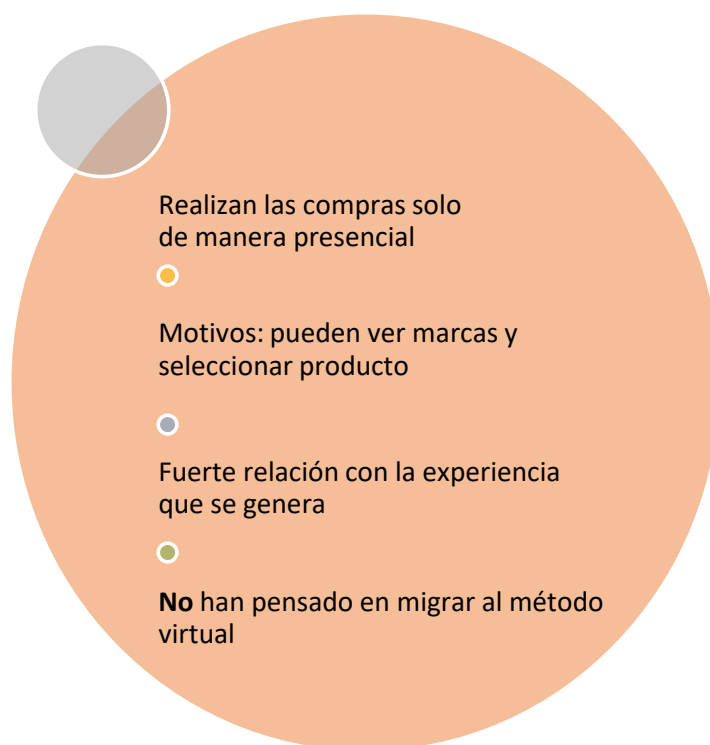 Realizan las compras solo
de manera presencial
Motivos: pueden ver marcas y
seleccionar producto
Fuerte relación con la experiencia
que se genera
No han pensado en migrar al método
virtual